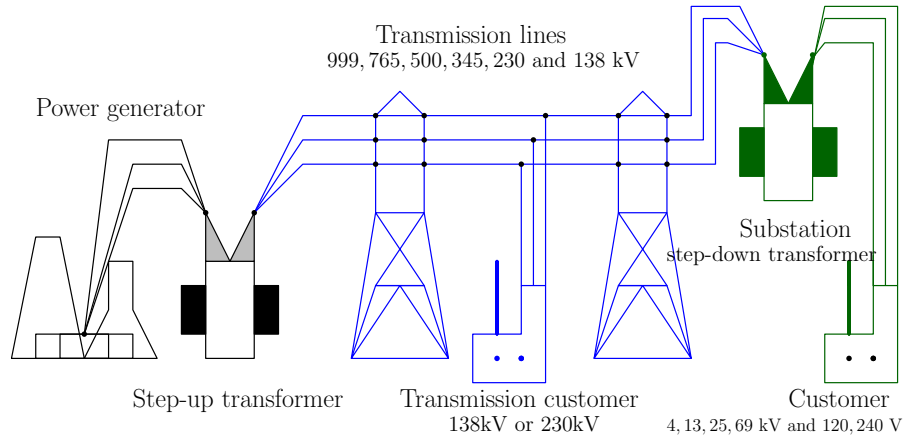 Transmission lines
999, 765, 500, 345, 230 and 138 kV
Power generator
Substation
step-down transformer
Step-up transformer
Transmission customer
138kV or 230kV
Customer
4, 13, 25, 69 kV and 120, 240 V